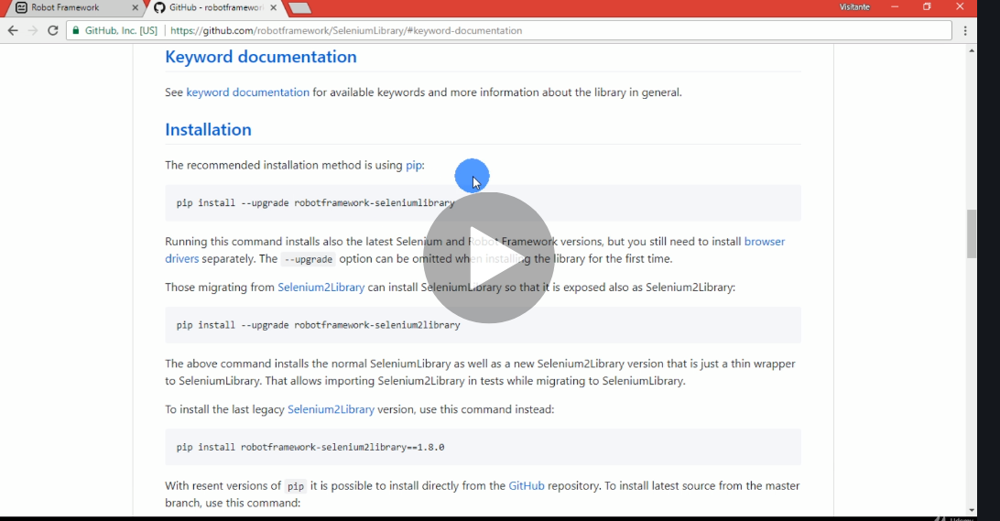 Robot Framework
GitHub - robotframewor
Visitante
GitHub, Inc. [US]
https://github.com/robotframework/SeleniumLibrary/#keyword-documentation
Keyword documentation
See keyword documentation for available keywords and more information about the library in general.
Installation
The recommended installation method is using pip:
pip install --upgrade robotframework-seleniumlibrary
Running this command installs also the latest Selenium and Robot Framework versions, but you still need to install browser
drivers separately. The --upgrade option can be omitted when installing the library for the first time.
Those migrating from Selenium2Library can install SeleniumLibrary so that it is exposed also as Selenium2Library:
pip install --upgrade robotframework-selenium2library
The above command installs the normal SeleniumLibrary as well as a new Selenium2Library version that is just a thin wrapper
to SeleniumLibrary. That allows importing Selenium2Library in tests while migrating to SeleniumLibrary.
To install the last legacy Selenium2Library version, use this command instead:
pip install robotframework-selenium2library==1.8.0
With resent versions of pip it is possible to install directly from the GitHub repository. To install latest source from the master
branch, use this command: